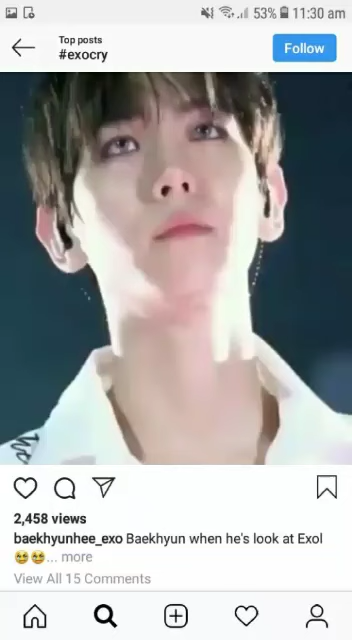 53% 11:30 am
Top posts
#exocry
Follow
2,458 views
baekhyunhee_exo Baekhyun when he's look at Exol
😢😢... more
View All 15 Comments